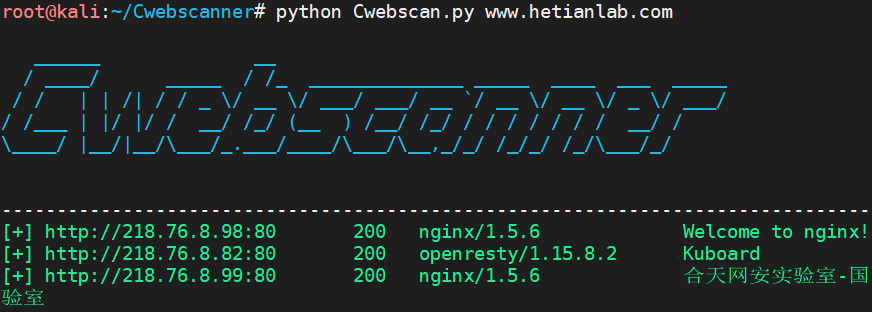 root@kali:~/Cwebscanner# python Cwebscan.py www.hetianlab.com
Cwebscanner
--------------------------------------------------------------------------------
[+] http://218.76.8.98:80 200 nginx/1.5.6 Welcome to nginx!
[+] http://218.76.8.82:80 200 openresty/1.15.8.2 Kuboard
[+] http://218.76.8.99:80 200 nginx/1.5.6 合天网安实验室-国
验室